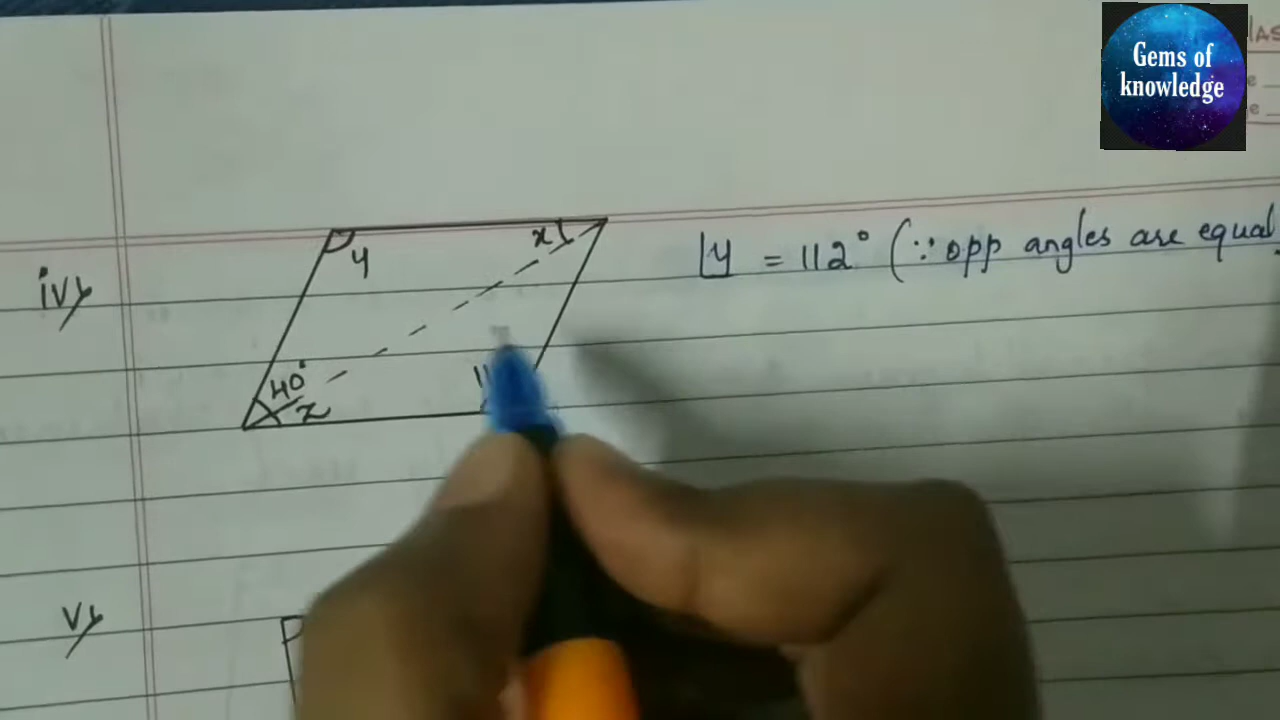 Gems of
knowledge
iv)
y
x
∠y = 112° (∵ opp angles are equal
40°
z
v)